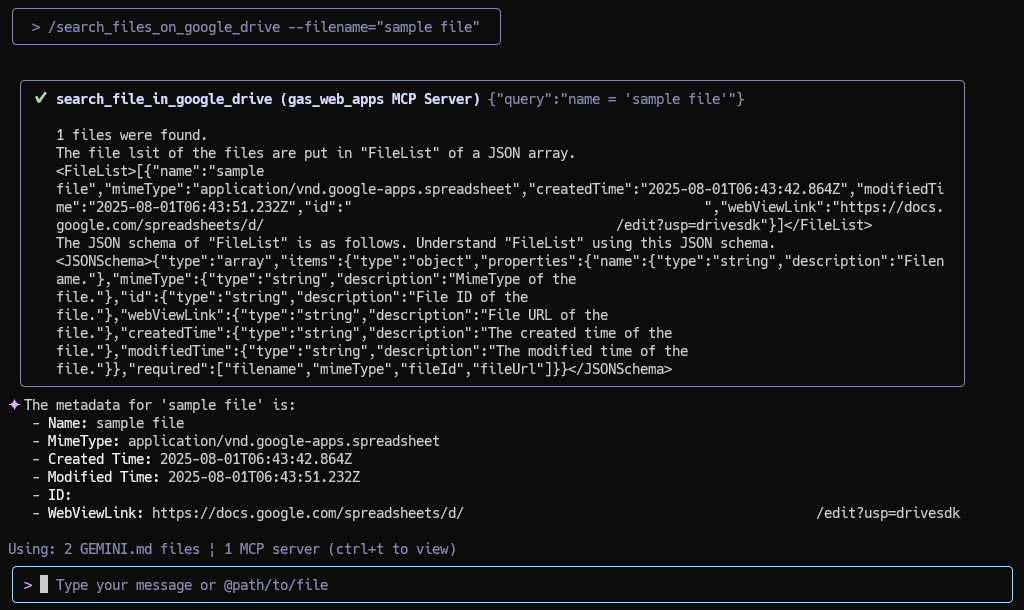 > /search_files_on_google_drive --filename="sample file"
✔ search_file_in_google_drive (gas_web_apps MCP Server) {"query":"name = 'sample file'"}
1 files were found.
The file lsit of the files are put in "FileList" of a JSON array.
<FileList>[{"name":"sample
file","mimeType":"application/vnd.google-apps.spreadsheet","createdTime":"2025-08-01T06:43:42.864Z","modifiedTi
me":"2025-08-01T06:43:51.232Z","id":" ","webViewLink":"https://docs.
google.com/spreadsheets/d/ /edit?usp=drivesdk"}]</FileList>
The JSON schema of "FileList" is as follows. Understand "FileList" using this JSON schema.
<JSONSchema>{"type":"array","items":{"type":"object","properties":{"name":{"type":"string","description":"Filen
ame."},"mimeType":{"type":"string","description":"MimeType of the
file."},"id":{"type":"string","description":"File ID of the
file."},"webViewLink":{"type":"string","description":"File URL of the
file."},"createdTime":{"type":"string","description":"The created time of the
file."},"modifiedTime":{"type":"string","description":"The modified time of the
file."}},"required":["filename","mimeType","fileId","fileUrl"]}}</JSONSchema>
✦ The metadata for 'sample file' is:
- Name: sample file
- MimeType: application/vnd.google-apps.spreadsheet
- Created Time: 2025-08-01T06:43:42.864Z
- Modified Time: 2025-08-01T06:43:51.232Z
- ID:
- WebViewLink: https://docs.google.com/spreadsheets/d/ /edit?usp=drivesdk
Using: 2 GEMINI.md files ¦ 1 MCP server (ctrl+t to view)
> Type your message or @path/to/file